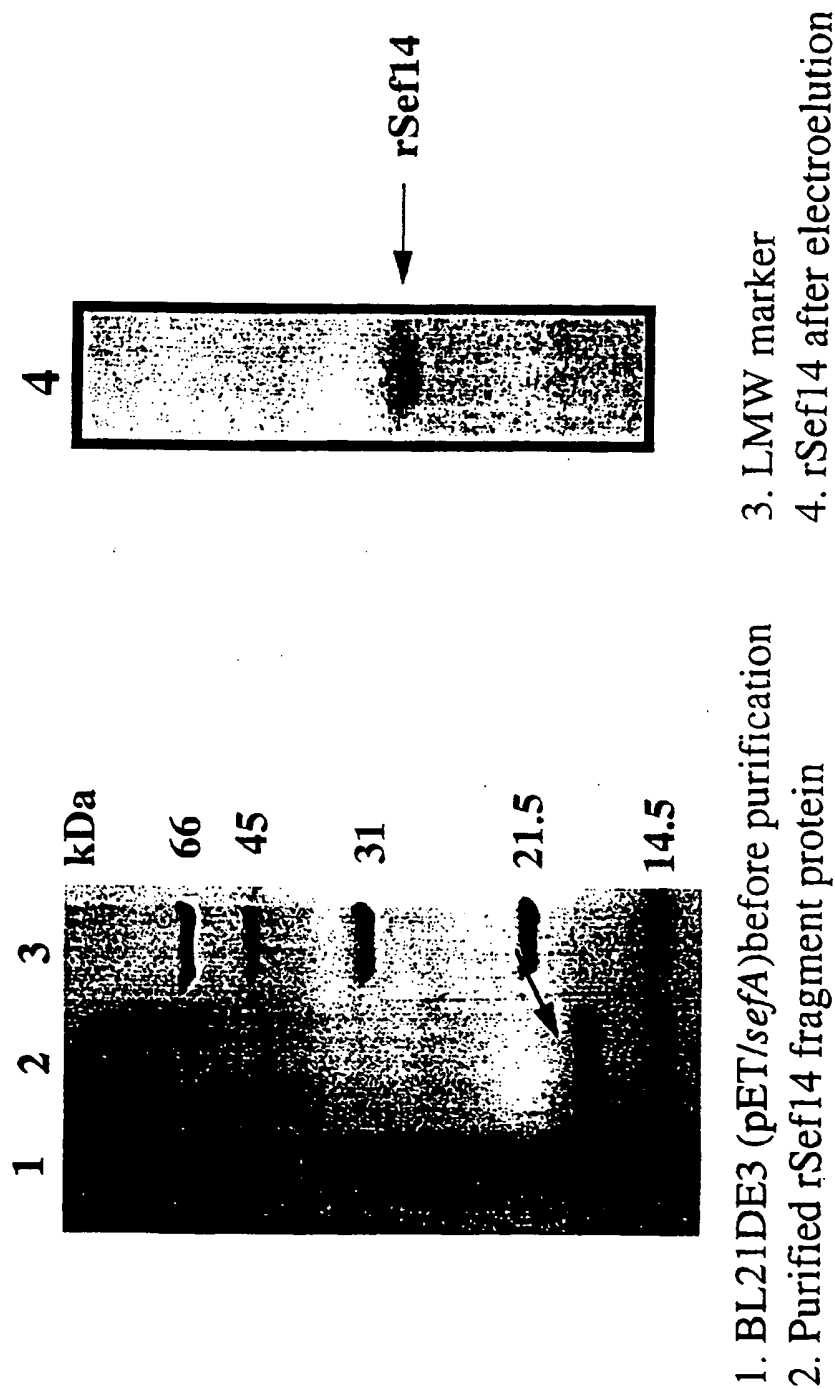 1 2 3
kDa
66
45
31
21.5
14.5
4
rSef14
1. BL21DE3 (pET/sefA)before purification
2. Purified rSef14 fragment protein
3. LMW marker
4. rSef14 after electroelution